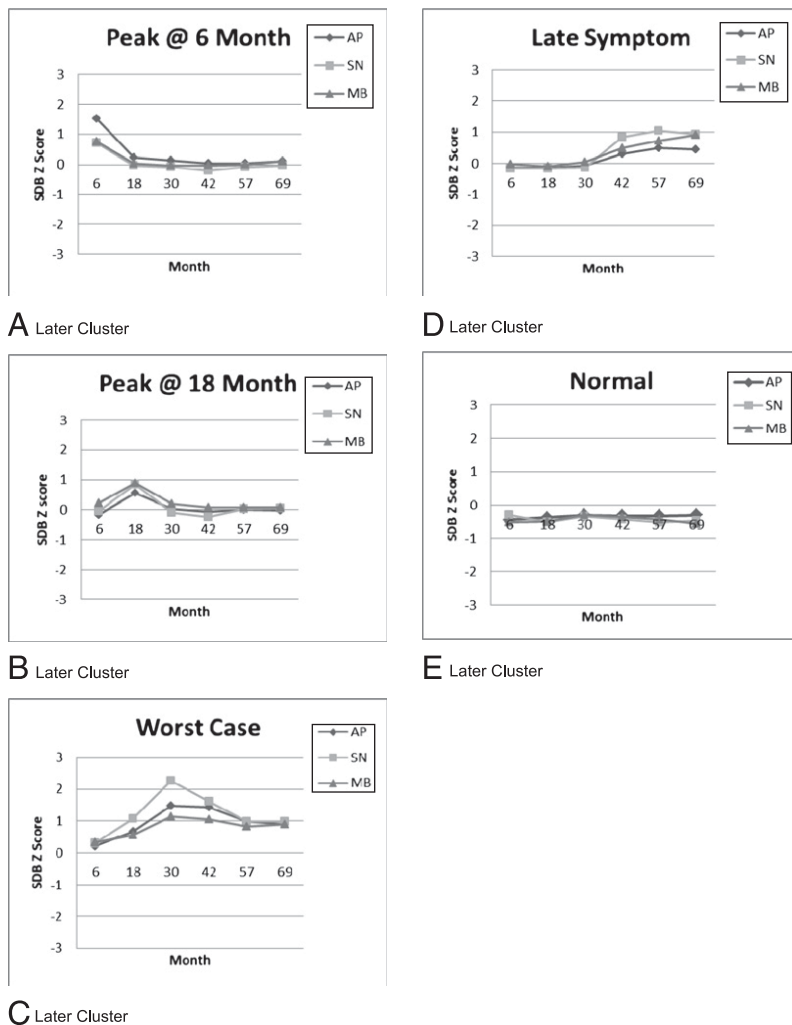 Peak @ 6 Month
AP
SN
MB
3
2
1
0
-1
-2
-3
SDB Z Score
6 18 30 42 57 69
Month
A Later Cluster
Peak @ 18 Month
AP
SN
MB
3
2
1
0
-1
-2
-3
SDB Z score
6 18 30 42 57 69
Month
B Later Cluster
Worst Case
AP
SN
MB
3
2
1
0
-1
-2
-3
SDB Z Score
6 18 30 42 57 69
Month
C Later Cluster
Late Symptom
AP
SN
MB
3
2
1
0
-1
-2
-3
SDB Z Score
6 18 30 42 57 69
Month
D Later Cluster
Normal
AP
SN
MB
3
2
1
0
-1
-2
-3
SDB Z Score
6 18 30 42 57 69
Month
E Later Cluster